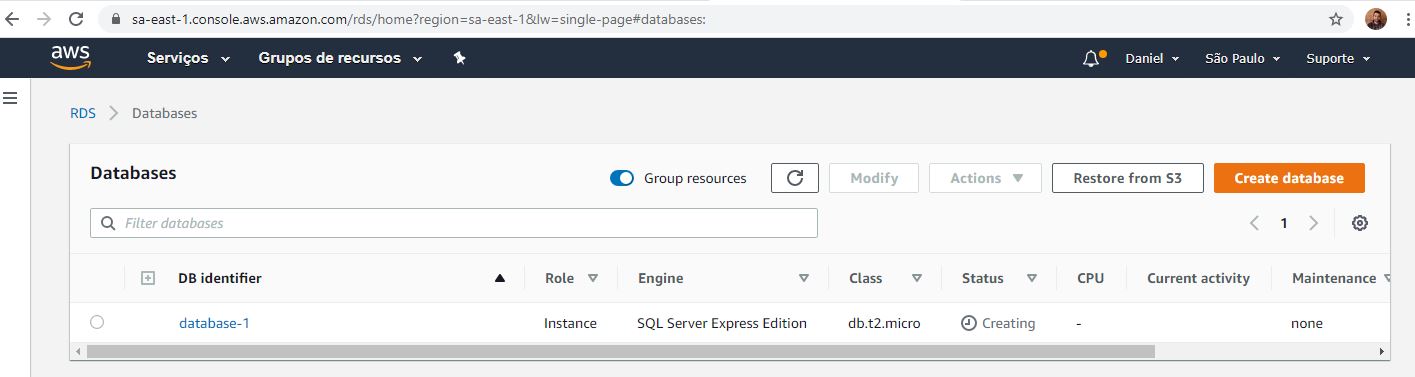 sa-east-1.console.aws.amazon.com/rds/home?region=sa-east-1&lw=single-page#databases:
aws Serviços Grupos de recursos Daniel São Paulo Suporte
RDS Databases
Databases Group resources Modify Actions Restore from S3 Create database
Filter databases 1
DB identifier Role Engine Class Status CPU Current activity Maintenance
database-1 Instance SQL Server Express Edition db.t2.micro Creating - none